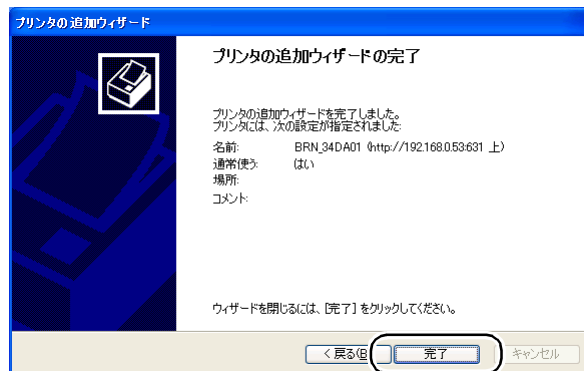 プリンタの追加ウィザード
プリンタの追加ウィザードの完了
プリンタの追加ウィザードを完了しました。
プリンタには、次の設定が指定されました:
名前: BRN_34DA01 (http://192.168.0.53:631 上)
通常使う: はい
場所:
コメント:
ウィザードを閉じるには、[完了] をクリックしてください。
< 戻る(B 完了 キャンセル